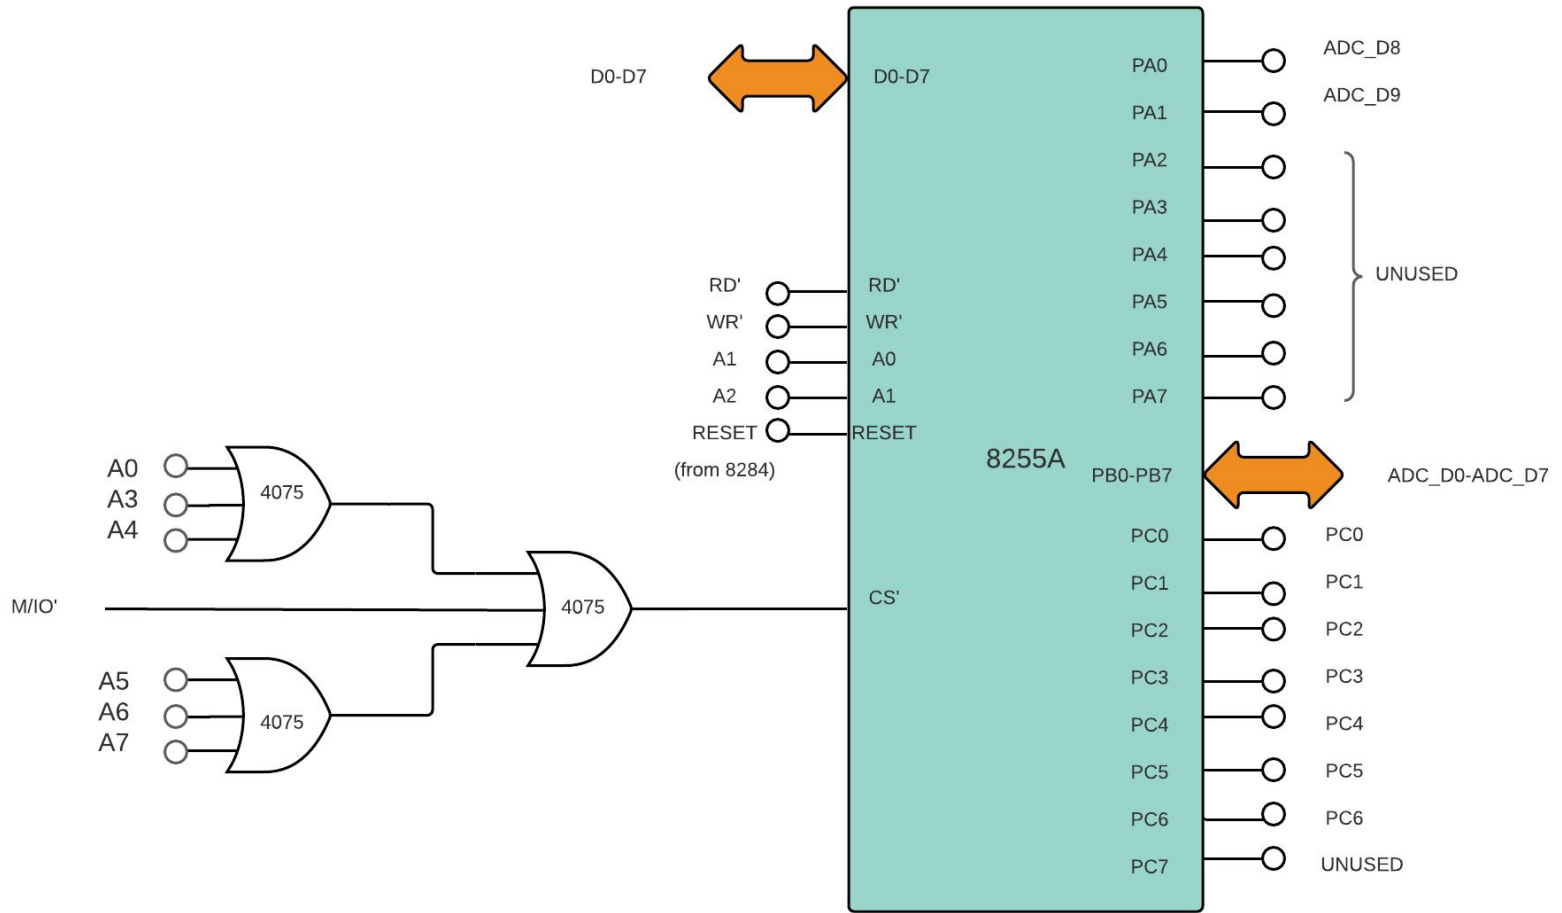 D0-D7
D0-D7
PA0
ADC_D8
PA1
ADC_D9
PA2
PA3
PA4
PA5
PA6
PA7
UNUSED
RD'
RD'
WR'
WR'
A1
A0
A2
A1
RESET
RESET
(from 8284)
8255A
PB0-PB7
ADC_D0-ADC_D7
A0
A3
A4
4075
M/IO'
4075
CS'
A5
A6
A7
4075
PC0
PC0
PC1
PC1
PC2
PC2
PC3
PC3
PC4
PC4
PC5
PC5
PC6
PC6
PC7
UNUSED